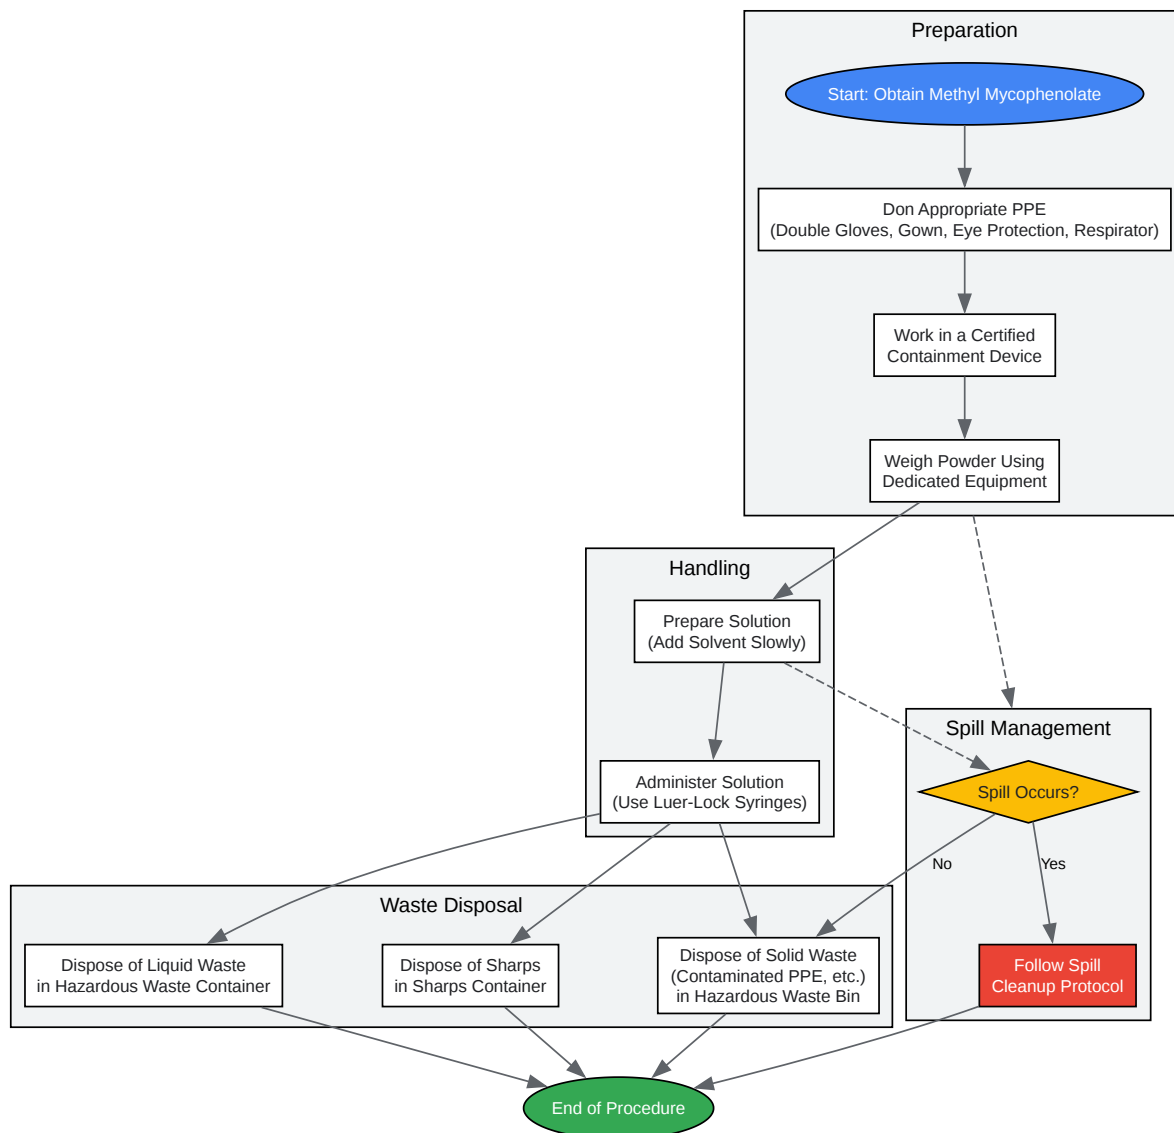 Preparation
Start: Obtain Methyl Mycophenolate
Don Appropriate PPE
(Double Gloves, Gown, Eye Protection, Respirator)
Work in a Certified
Containment Device
Weigh Powder Using
Dedicated Equipment
Handling
Prepare Solution
(Add Solvent Slowly)
Administer Solution
(Use Luer-Lock Syringes)
Spill Management
Spill Occurs?
No
Yes
Follow Spill
Cleanup Protocol
Waste Disposal
Dispose of Liquid Waste
in Hazardous Waste Container
Dispose of Sharps
in Sharps Container
Dispose of Solid Waste
(Contaminated PPE, etc.)
in Hazardous Waste Bin
End of Procedure